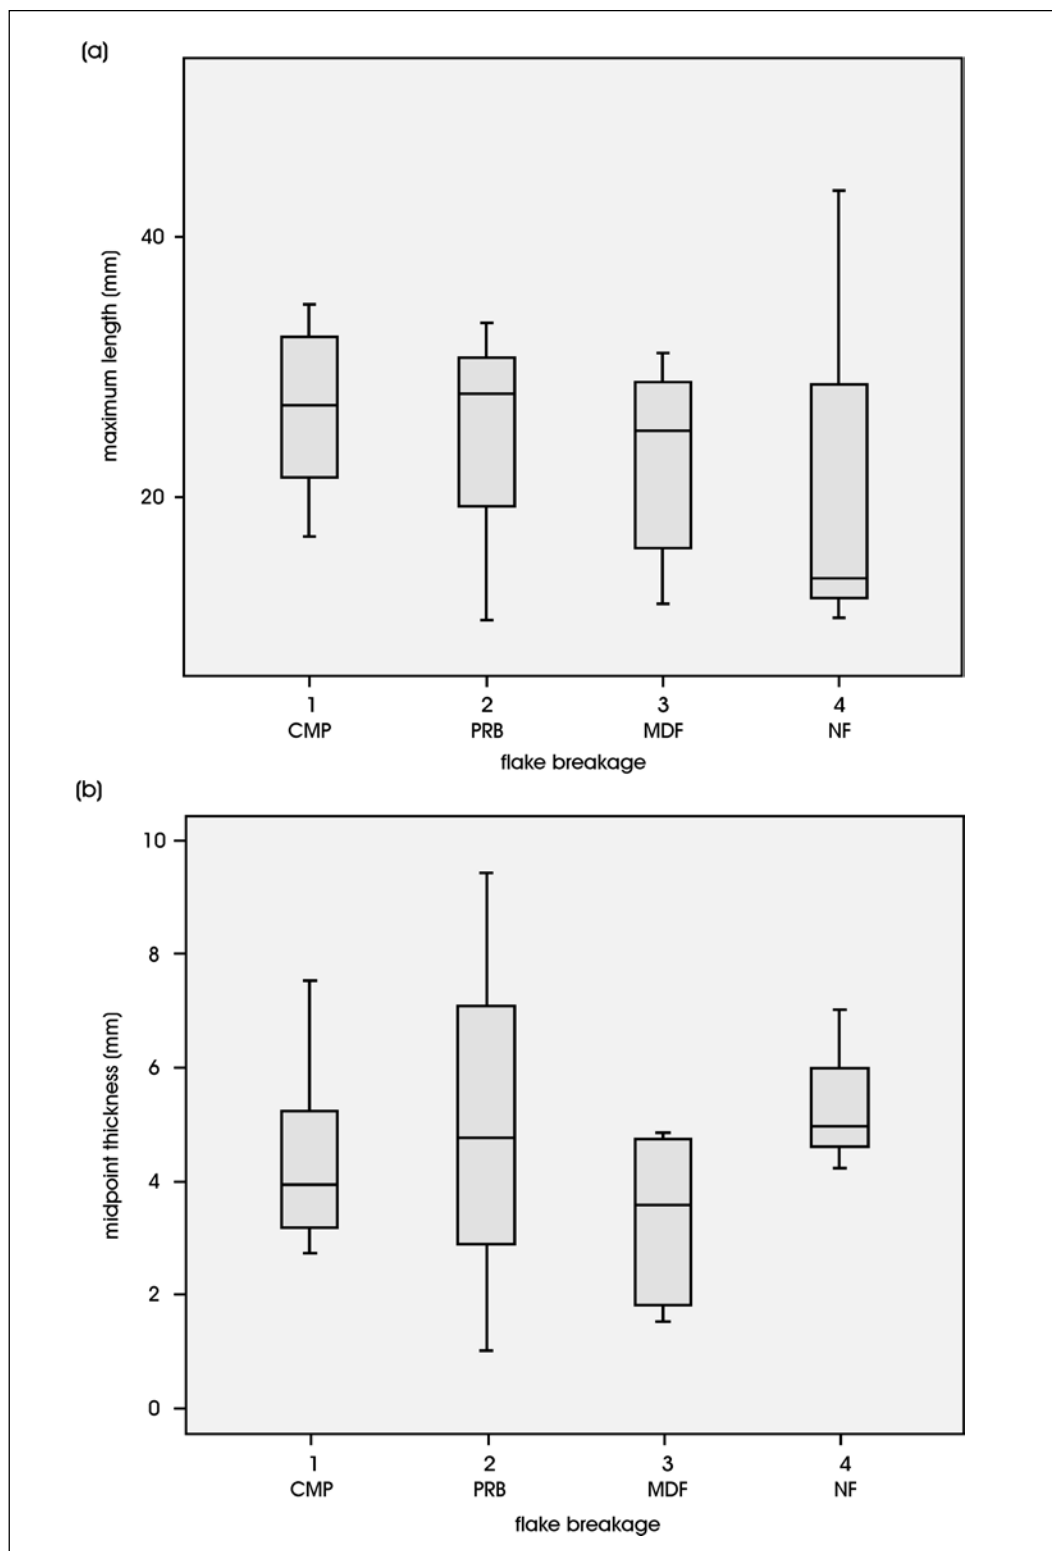 (a)
maximum length (mm)
40
20
1 2 3 4
CMP PRB MDF NF
flake breakage
(b)
midpoint thickness (mm)
10
8
6
4
2
0
1 2 3 4
CMP PRB MDF NF
flake breakage